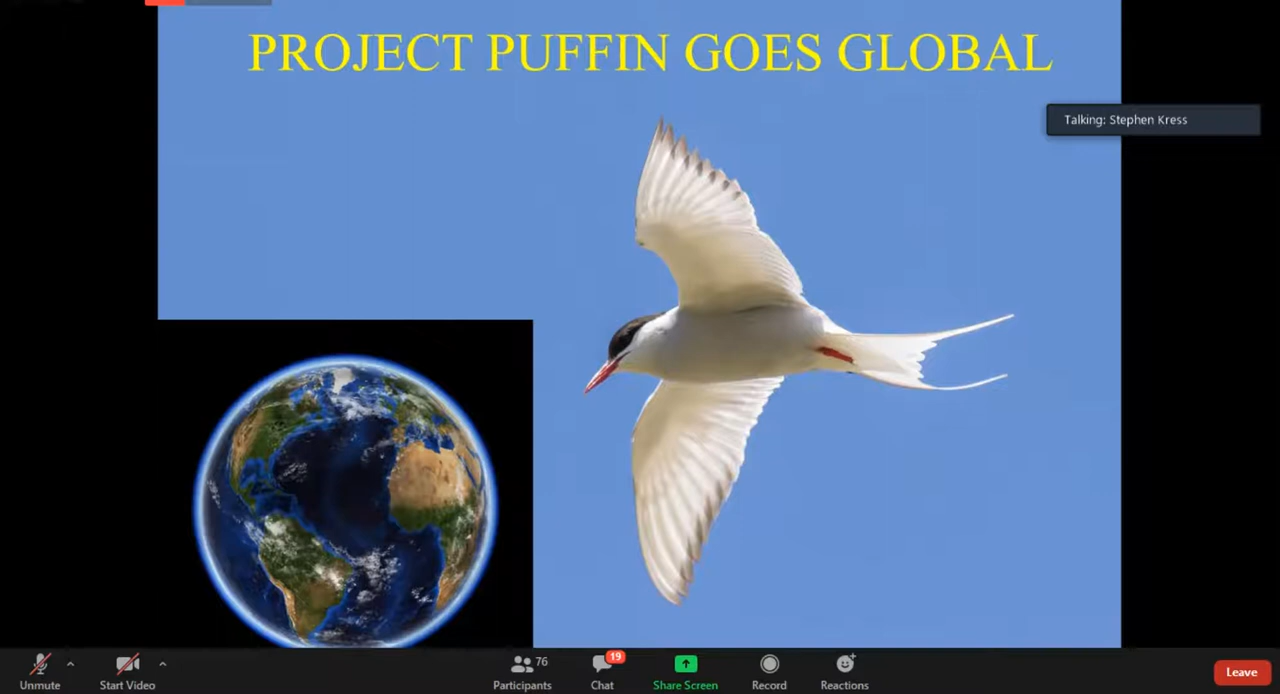 PROJECT PUFFIN GOES GLOBAL
Talking: Stephen Kress
76
19
Unmute
Start Video
Participants
Chat
Share Screen
Record
Reactions
Leave